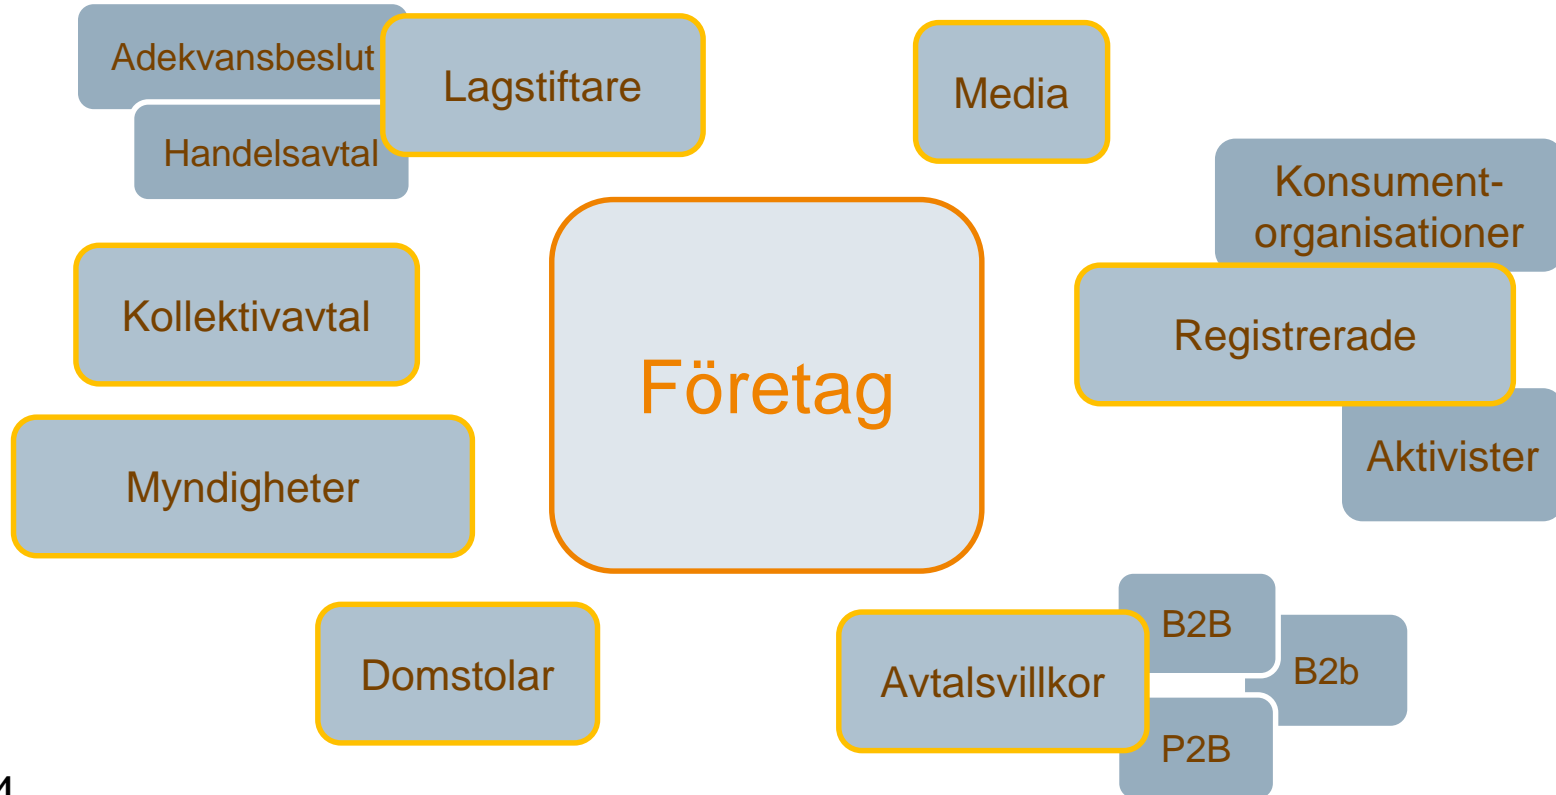 Adekvansbeslut
Lagstiftare
Media
Handelsavtal
Konsument-
organisationer
Kollektivavtal
Registrerade
Företag
Myndigheter
Aktivister
B2B
Domstolar
Avtalsvillkor
B2b
P2B